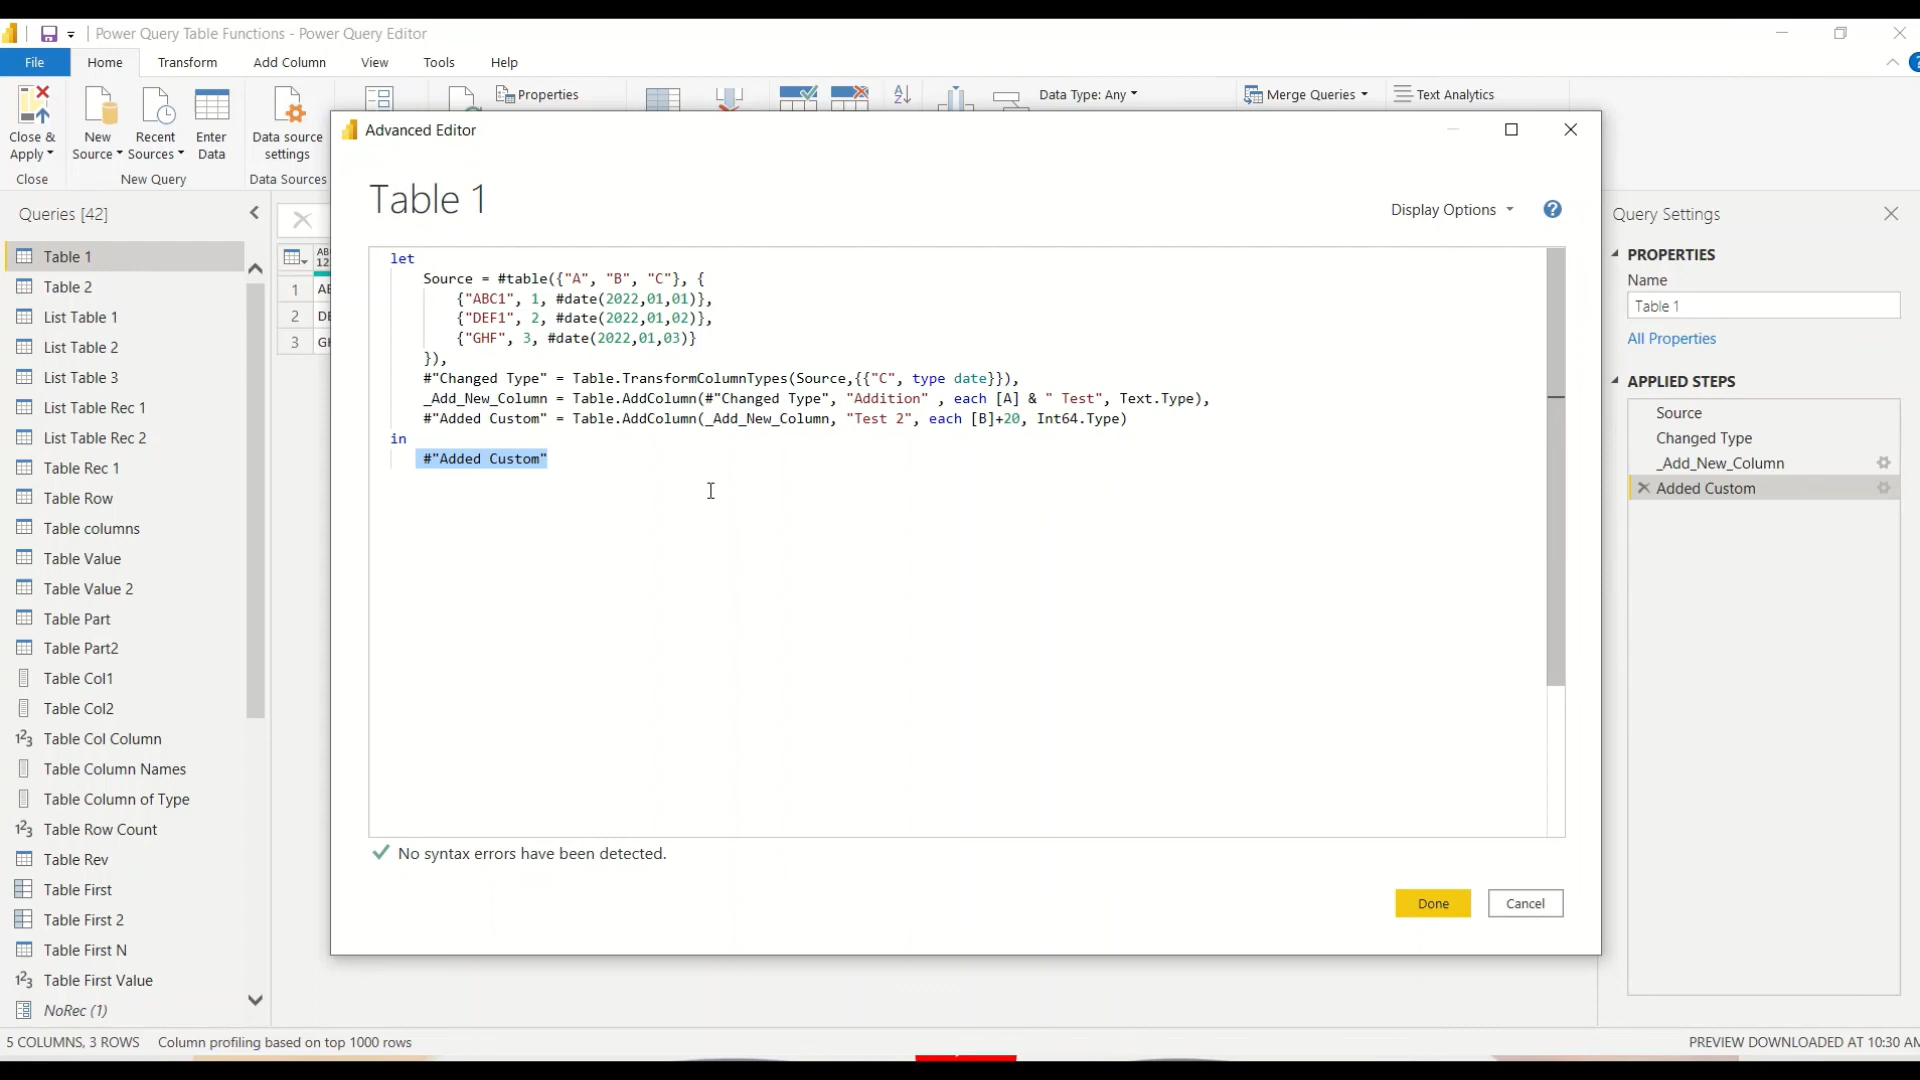 Power Query Table Functions - Power Query Editor
File Home Transform Add Column View Tools Help
Close & Apply
New Source
Recent Sources
Enter Data
Data source settings
Properties
Data Type: Any
Merge Queries
Text Analytics
Close
New Query
Data Sources
Queries [42]
Table 1
Table 2
List Table 1
List Table 2
List Table 3
List Table Rec 1
List Table Rec 2
Table Rec 1
Table Row
Table columns
Table Value
Table Value 2
Table Part
Table Part2
Table Col1
Table Col2
Table Col Column
Table Column Names
Table Column of Type
Table Row Count
Table Rev
Table First
Table First 2
Table First N
Table First Value
NoRec (1)
1
2
3
Advanced Editor
Table 1
Display Options
let
Source = #table({"A", "B", "C"}, {
{"ABC1", 1, #date(2022,01,01)},
{"DEF1", 2, #date(2022,01,02)},
{"GHF", 3, #date(2022,01,03)}
}),
#"Changed Type" = Table.TransformColumnTypes(Source,{{"C", type date}}),
_Add_New_Column = Table.AddColumn(#"Changed Type", "Addition" , each [A] & " Test", Text.Type),
#"Added Custom" = Table.AddColumn(_Add_New_Column, "Test 2", each [B]+20, Int64.Type)
in
#"Added Custom"
No syntax errors have been detected.
Done
Cancel
Query Settings
PROPERTIES
Name
Table 1
All Properties
APPLIED STEPS
Source
Changed Type
_Add_New_Column
Added Custom
5 COLUMNS, 3 ROWS
Column profiling based on top 1000 rows
PREVIEW DOWNLOADED AT 10:30 AM